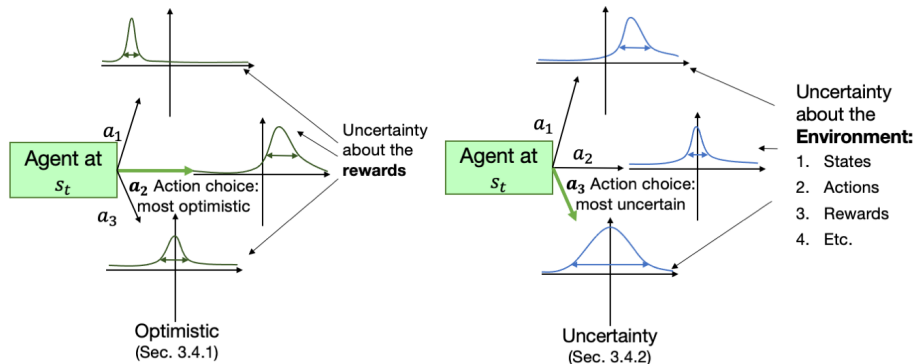 a₁
Agent at
sₜ
a₂ Action choice:
most optimistic
a₃
Uncertainty
about the
rewards
Optimistic
(Sec. 3.4.1)
a₁
Agent at
sₜ
a₂
a₃ Action choice:
most uncertain
Uncertainty
about the
Environment:
1. States
2. Actions
3. Rewards
4. Etc.
Uncertainty
(Sec. 3.4.2)